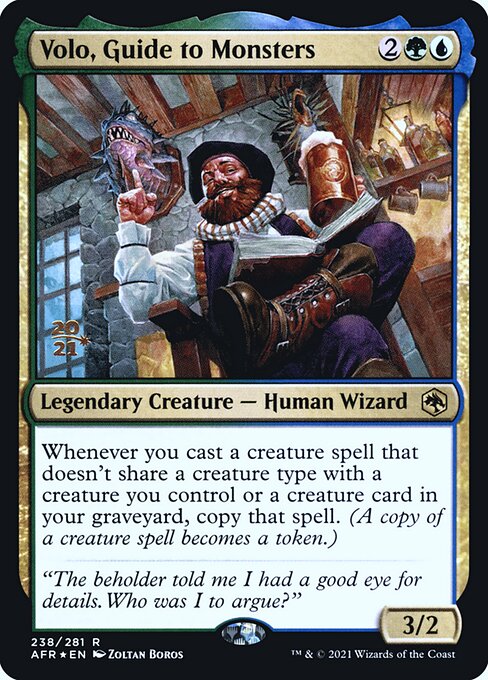 Volo, Guide to Monsters 2
20
21
Legendary Creature — Human Wizard
Whenever you cast a creature spell that
doesn't share a creature type with a
creature you control or a creature card in
your graveyard, copy that spell. (A copy of
a creature spell becomes a token.)
"The beholder told me I had a good eye for
details. Who was I to argue?"
3/2
238/281 R
AFR ★ EN Zoltan Boros
™ & © 2021 Wizards of the Coast